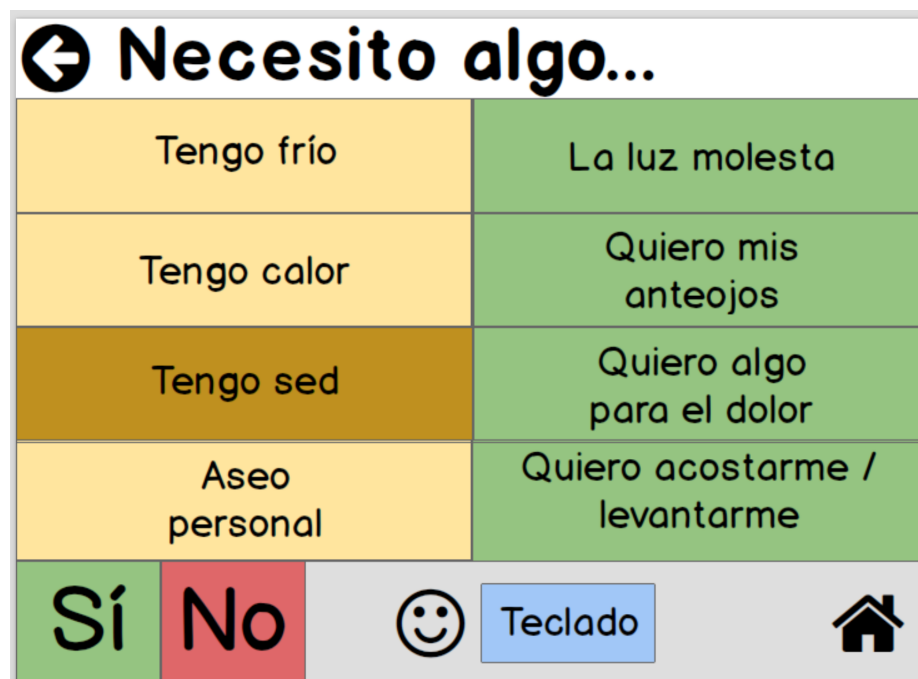 Necesito algo...
Tengo frío
La luz molesta
Tengo calor
Quiero mis
anteojos
Tengo sed
Quiero algo
para el dolor
Aseo
personal
Quiero acostarme /
levantarme
Sí
No
Teclado